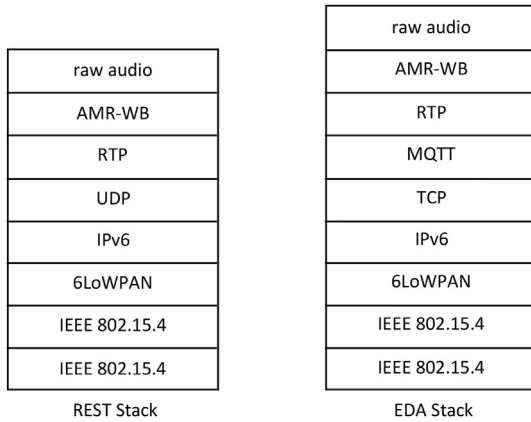 raw audio
AMR-WB
RTP
UDP
IPv6
6LoWPAN
IEEE 802.15.4
IEEE 802.15.4
REST Stack
raw audio
AMR-WB
RTP
MQTT
TCP
IPv6
6LoWPAN
IEEE 802.15.4
IEEE 802.15.4
EDA Stack